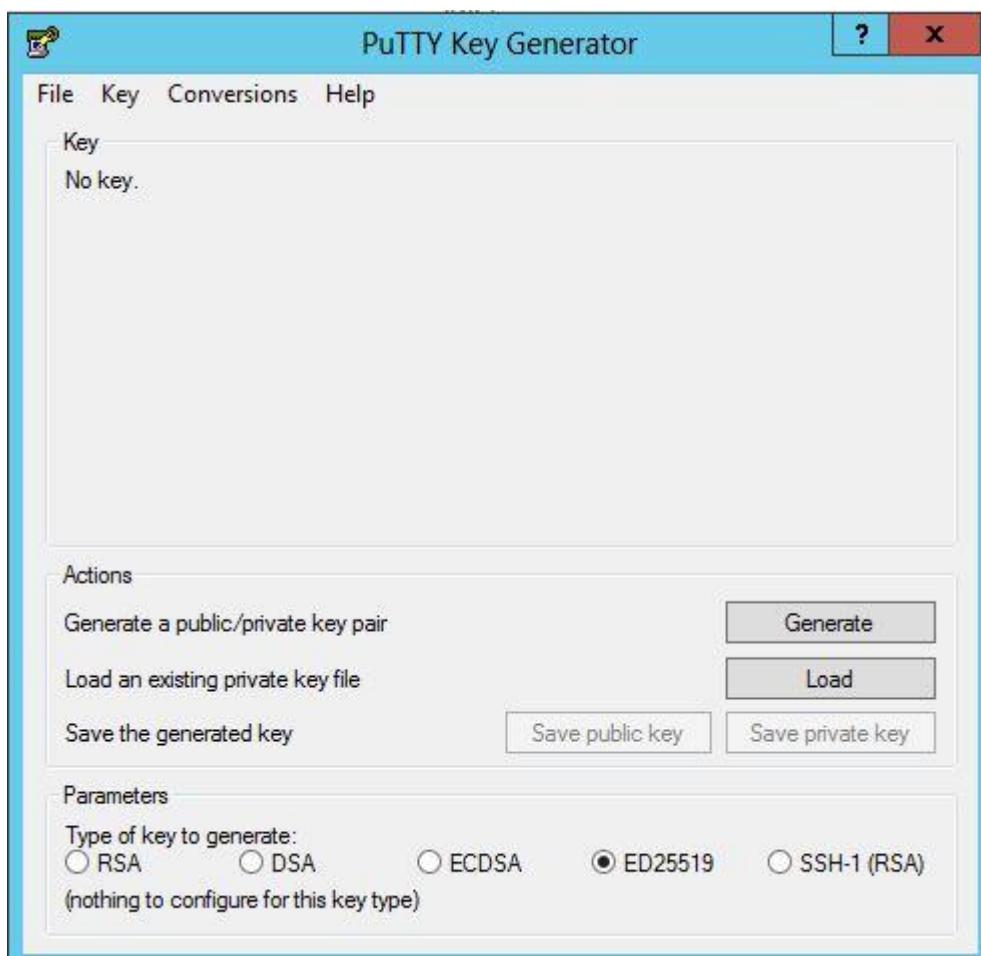 PuTTY Key Generator ? x
File Key Conversions Help
Key
No key.
Actions
Generate a public/private key pair Generate
Load an existing private key file Load
Save the generated key Save public key Save private key
Parameters
Type of key to generate:
RSA DSA ECDSA ED25519 SSH-1 (RSA)
(nothing to configure for this key type)